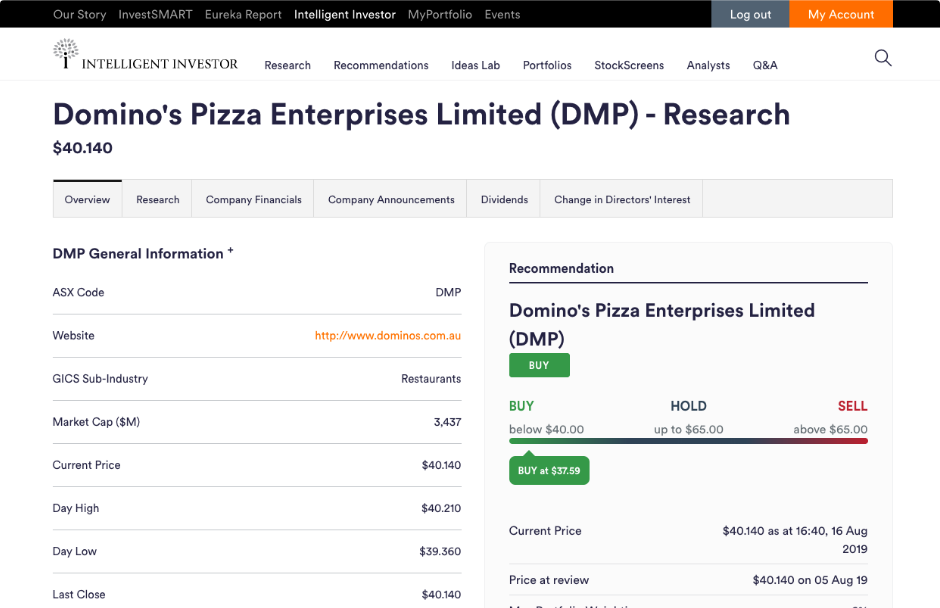 Our Story InvestSMART Eureka Report Intelligent Investor MyPortfolio Events Log out My Account
INTELLIGENT INVESTOR Research Recommendations Ideas Lab Portfolios StockScreens Analysts Q&A
Domino's Pizza Enterprises Limited (DMP) - Research
$40.140
Overview Research Company Financials Company Announcements Dividends Change in Directors' Interest
DMP General Information +
ASX Code DMP
Website http://www.dominos.com.au
GICS Sub-Industry Restaurants
Market Cap ($M) 3,437
Current Price $40.140
Day High $40.210
Day Low $39.360
Last Close $40.140
Recommendation
Domino's Pizza Enterprises Limited
(DMP)
BUY
BUY HOLD SELL
below $40.00 up to $65.00 above $65.00
BUY at $37.59
Current Price $40.140 as at 16:40, 16 Aug
2019
Price at review $40.140 on 05 Aug 19